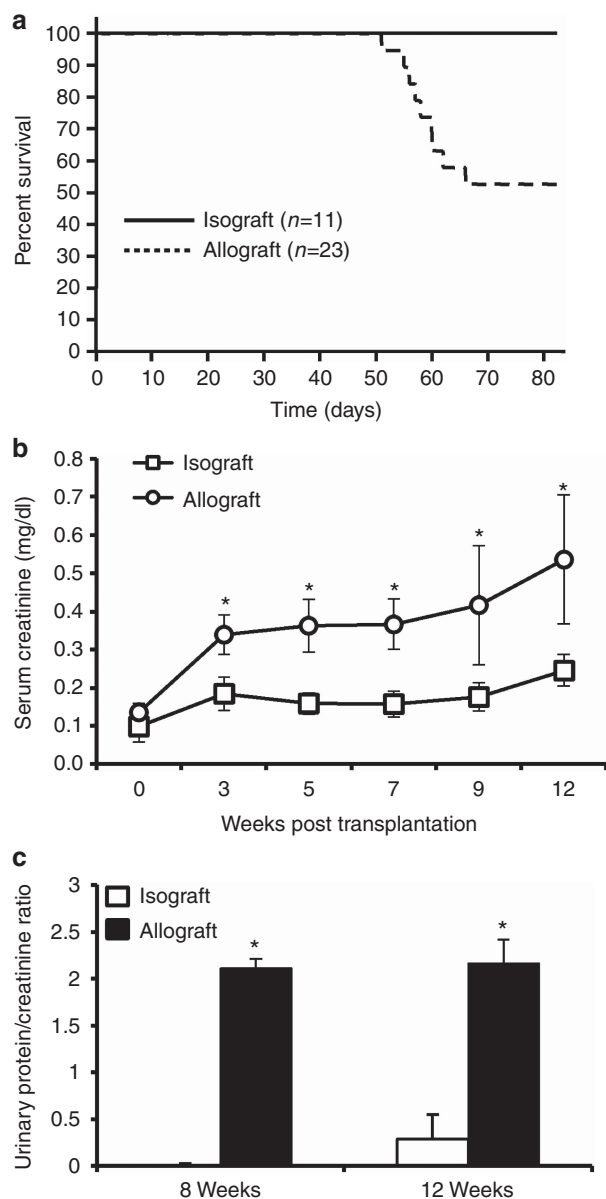 a
100
90
80
70
60
50
40
30
20
10
0
Percent survival
Isograft (n=11)
Allograft (n=23)
0 10 20 30 40 50 60 70 80
Time (days)
b
0.8
0.7
0.6
0.5
0.4
0.3
0.2
0.1
0.0
Serum creatinine (mg/dl)
Isograft
Allograft
* * * * *
0 3 5 7 9 12
Weeks post transplantation
c
3
2.5
2
1.5
1
0.5
0
Urinary protein/creatinine ratio
Isograft
Allograft
* *
8 Weeks 12 Weeks